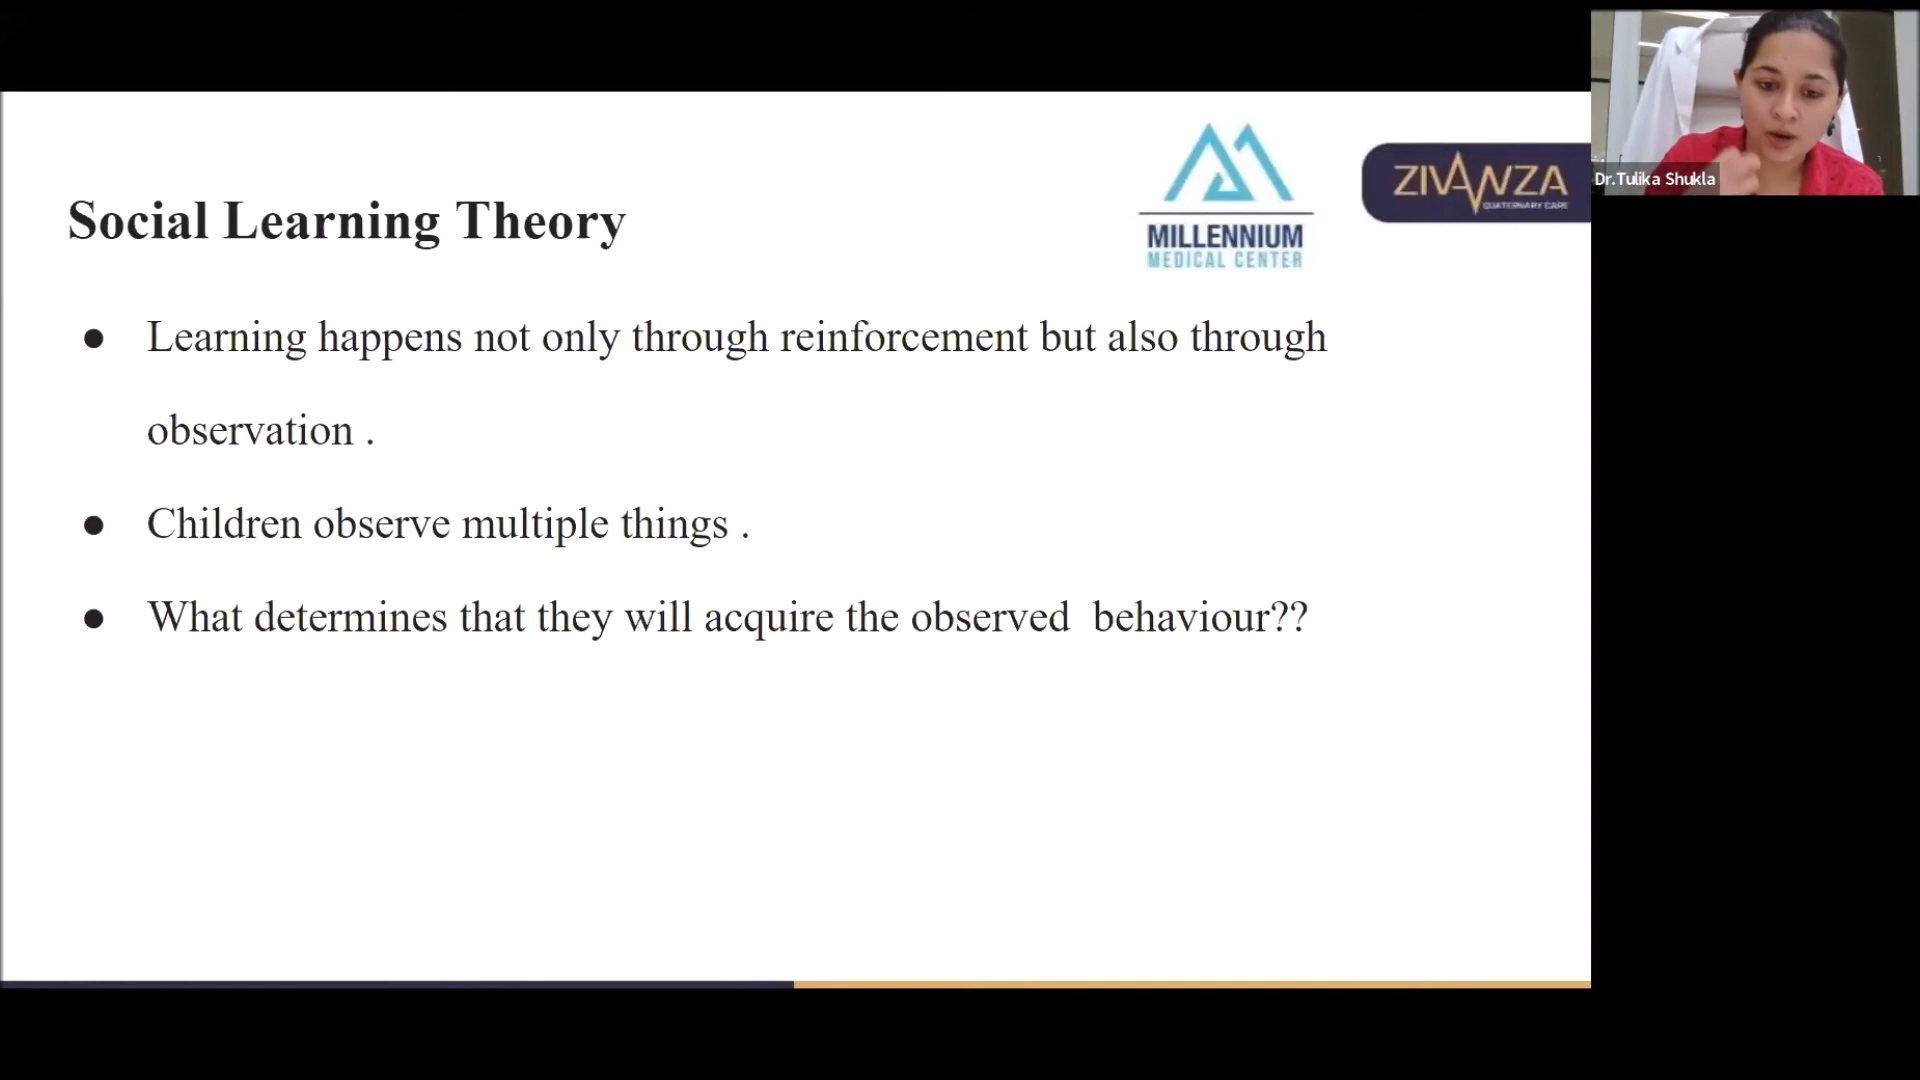 Social Learning Theory
MILLENNIUM
MEDICAL CENTER
ZIVANZA
QUATERNARY CARE
Dr.Tulika Shukla
● Learning happens not only through reinforcement but also through
observation .
● Children observe multiple things .
● What determines that they will acquire the observed  behaviour??